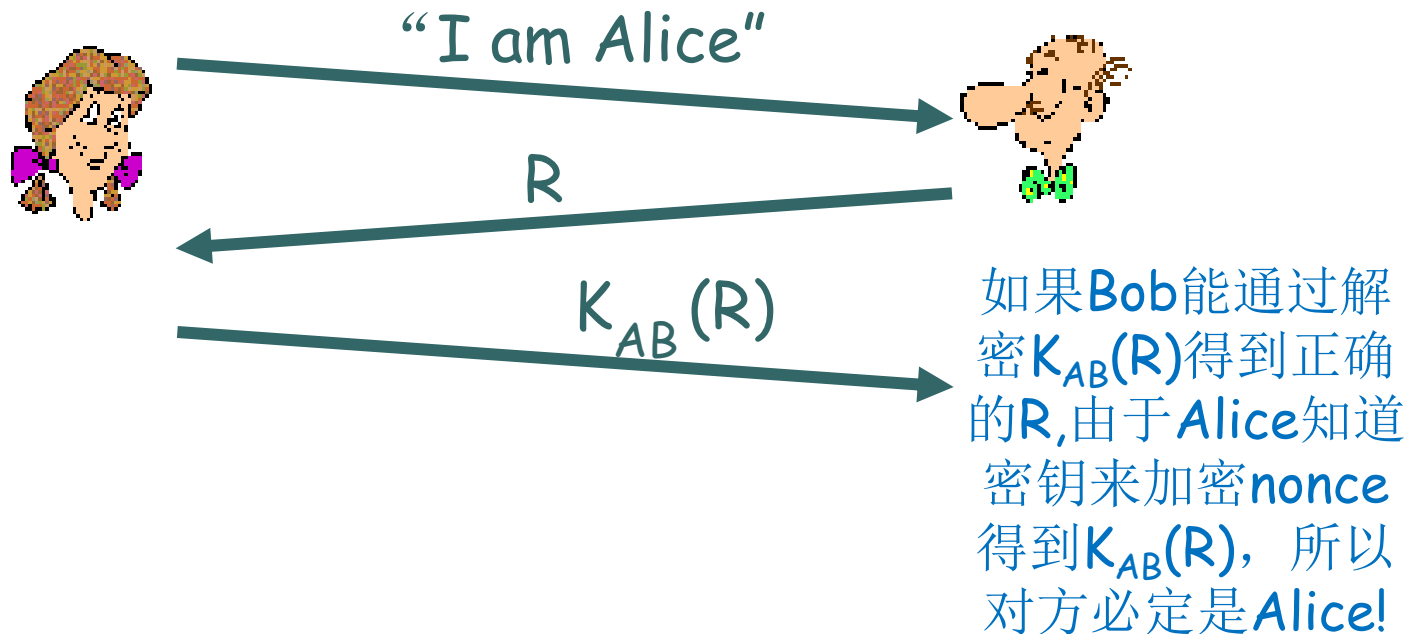 “I am Alice”
R
K_AB (R)
如果Bob能通过解
密K_AB(R)得到正确
的R,由于Alice知道
密钥来加密nonce
得到K_AB(R)，所以
对方必定是Alice!